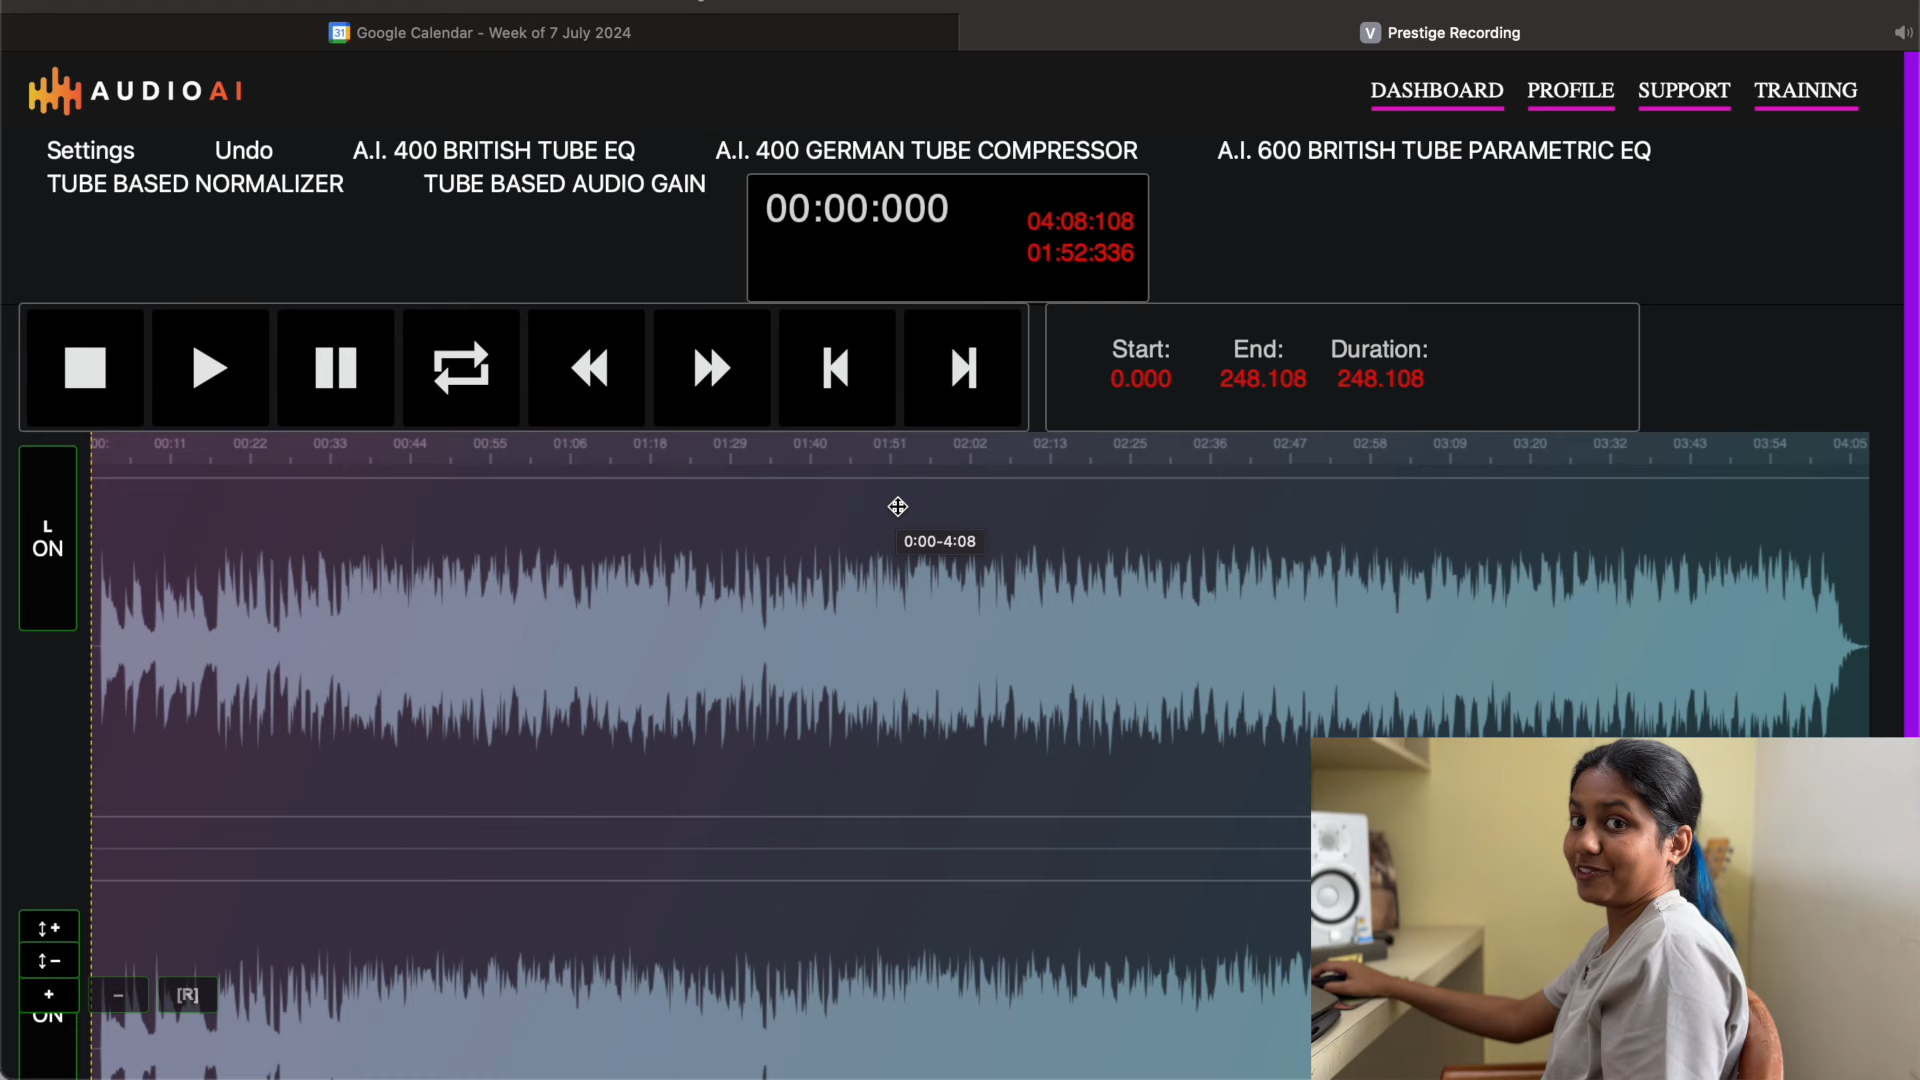 31 Google Calendar - Week of 7 July 2024
V Prestige Recording
AUDIOAI
DASHBOARD PROFILE SUPPORT TRAINING
Settings Undo A.I. 400 BRITISH TUBE EQ A.I. 400 GERMAN TUBE COMPRESSOR A.I. 600 BRITISH TUBE PARAMETRIC EQ
TUBE BASED NORMALIZER TUBE BASED AUDIO GAIN
00:00:000
04:08:108
01:52:336
Start: End: Duration:
0.000 248.108 248.108
00: 00:11 00:22 00:33 00:44 00:55 01:06 01:18 01:29 01:40 01:51 02:02 02:13 02:25 02:36 02:47 02:58 03:09 03:20 03:32 03:43 03:54 04:05
L
ON
0:00-4:08
↕+
↕−
+ − [R]
ON